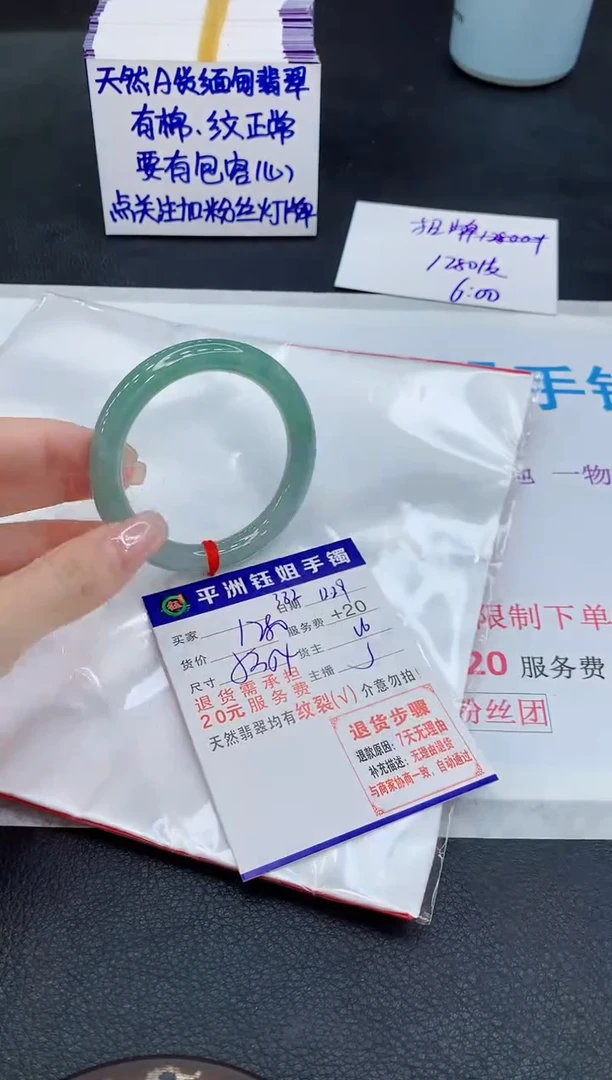 天然A货缅甸翡翠
有棉、纹正常
要有包容心
点关注加粉丝灯牌
1280
6:00
手镯
一物
限制下单
20 服务费
粉丝团
平洲钰姐手镯
买家
日期 12.29
货价 1280 服务费 +20
尺寸 货主
主播
退货需承担
20元服务费
天然翡翠均有纹裂(√)介意勿拍!
退货步骤
退款原因:7天无理由
补充描述:无理由退货
与商家协商一致,自动通过